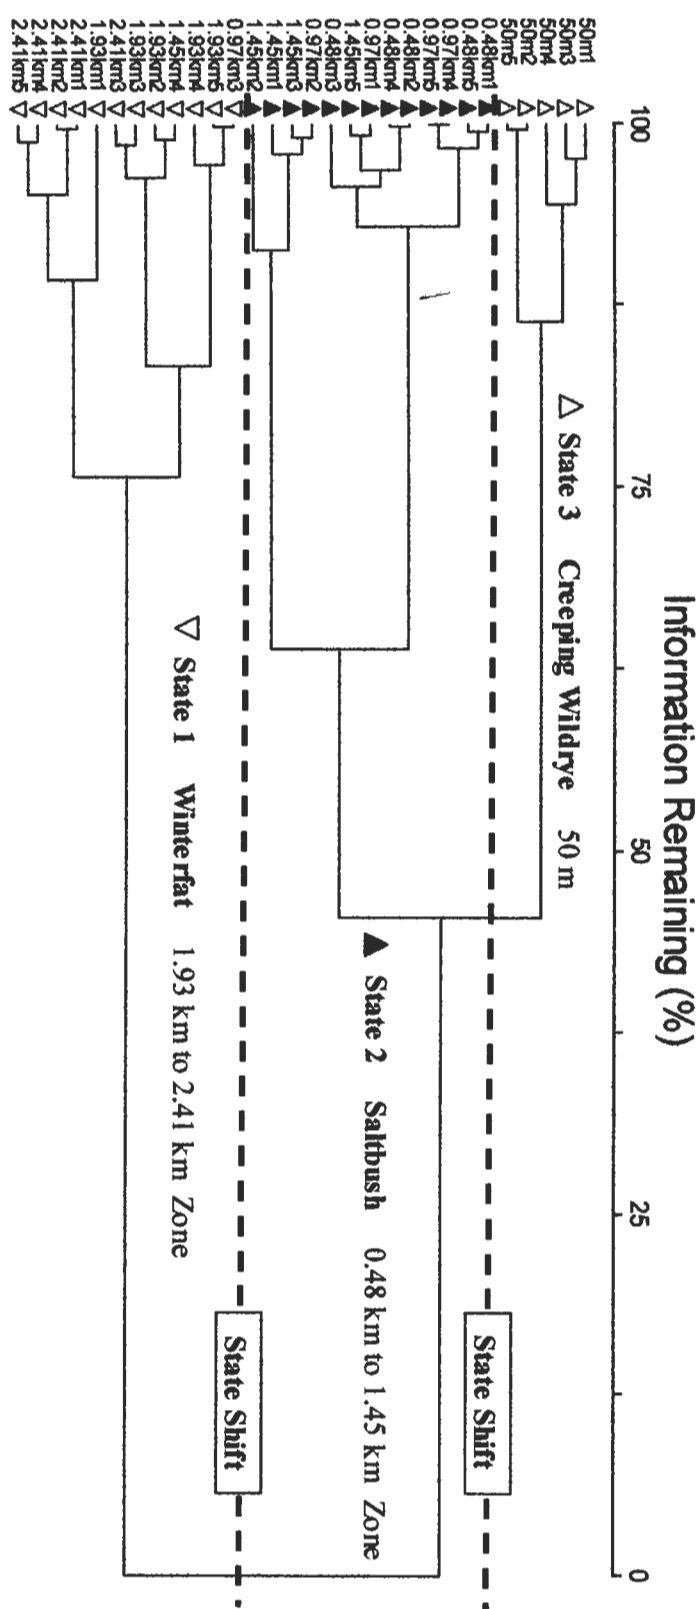 Information Remaining (%)
100 75 50 25 0
50m1
50m3
50m4
50m2
50m5
0.48km1
0.48km5
0.97km4
0.97km5
0.48km2
0.48km4
0.97km1
1.45km5
0.48km3
0.97km2
1.45km3
1.45km1
1.45km2
0.97km3
1.93km5
1.93km4
1.45km4
1.93km2
1.93km3
2.41km3
1.93km1
2.41km1
2.41km2
2.41km4
2.41km5
State 3 Creeping Wildrye 50 m
State Shift
State 2 Saltbush 0.48 km to 1.45 km Zone
State Shift
State 1 Winterfat 1.93 km to 2.41 km Zone